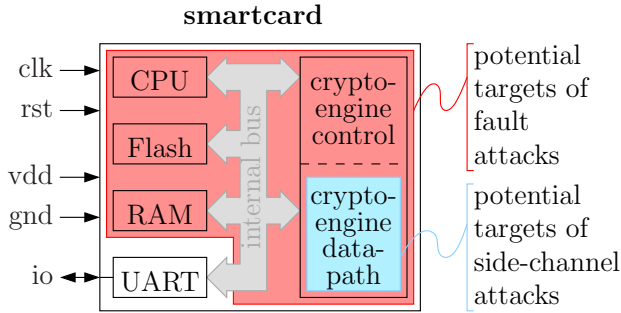 smartcard
clk
rst
vdd
gnd
io
CPU
Flash
RAM
UART
internal bus
crypto-
engine
control
crypto-
engine
data-
path
potential
targets of
fault
attacks
potential
targets of
side-channel
attacks